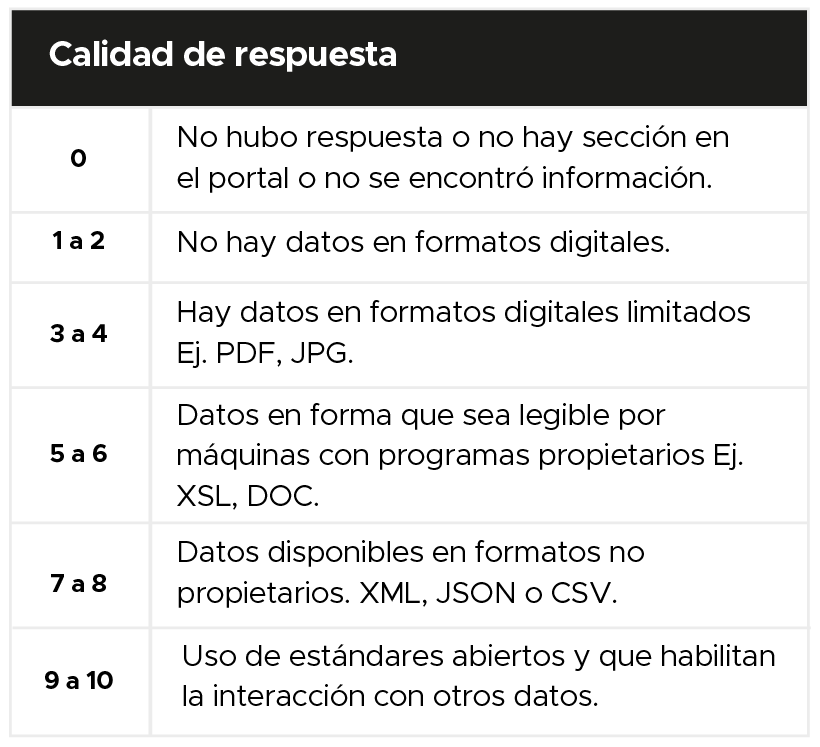 Calidad de respuesta
0
No hubo respuesta o no hay sección en
el portal o no se encontró información.
1 a 2
No hay datos en formatos digitales.
3 a 4
Hay datos en formatos digitales limitados
Ej. PDF, JPG.
5 a 6
Datos en forma que sea legible por
máquinas con programas propietarios Ej.
XSL, DOC.
7 a 8
Datos disponibles en formatos no
propietarios. XML, JSON o CSV.
9 a 10
Uso de estándares abiertos y que habilitan
la interacción con otros datos.